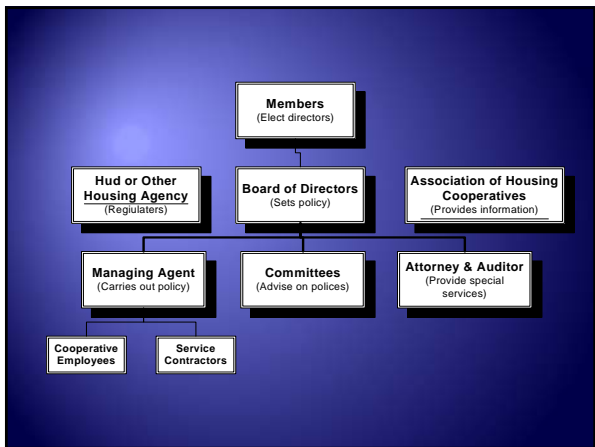 Members
(Elect directors)
Hud or Other
Housing Agency
(Regiulaters)
Board of Directors
(Sets policy)
Association of Housing
Cooperatives
(Provides information)
Managing Agent
(Carries out policy)
Committees
(Advise on polices)
Attorney & Auditor
(Provide special
services)
Cooperative
Employees
Service
Contractors